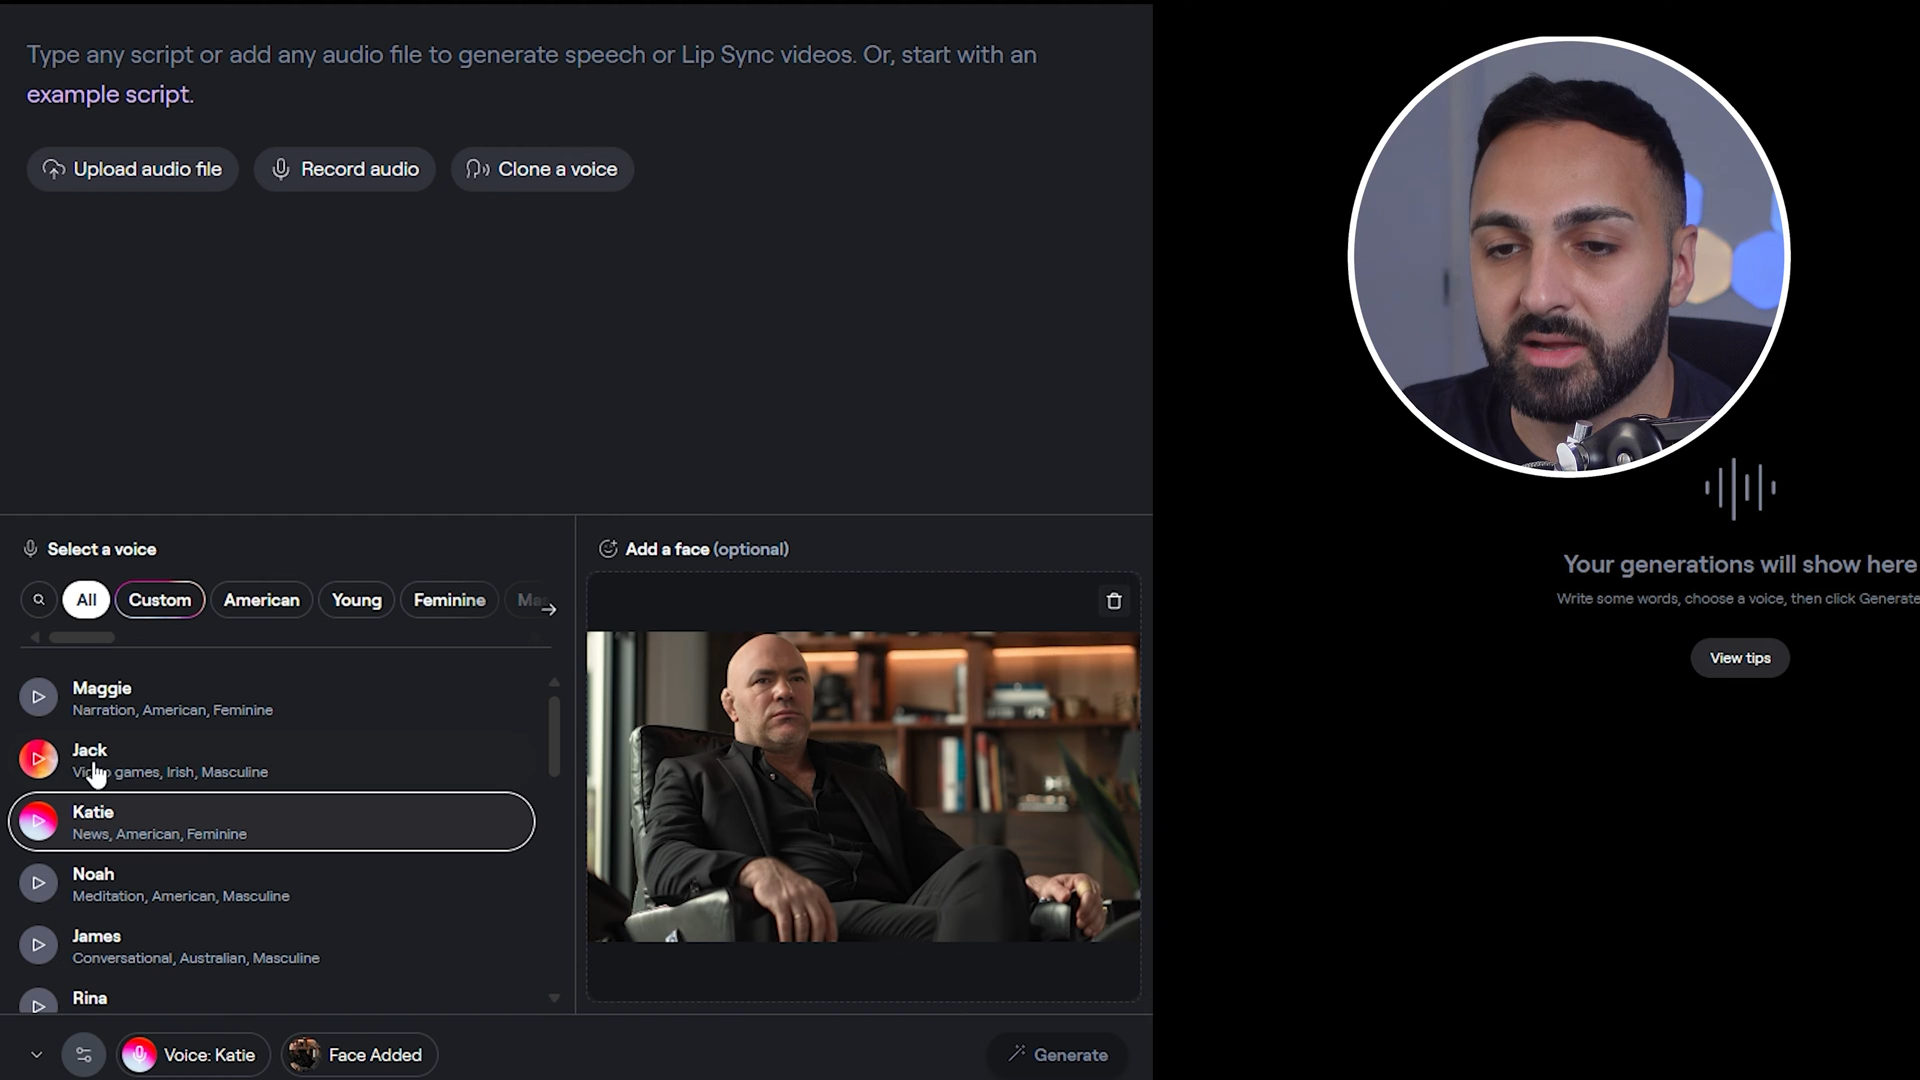 Type any script or add any audio file to generate speech or Lip Sync videos. Or, start with an
example script.
Upload audio file
Record audio
Clone a voice
Select a voice
All
Custom
American
Young
Feminine
Maggie
Narration, American, Feminine
Jack
games, Irish, Masculine
Katie
News, American, Feminine
Noah
Meditation, American, Masculine
James
Conversational, Australian, Masculine
Rina
Add a face (optional)
Voice: Katie
Face Added
Generate
Your generations will show here
Write some words, choose a voice, then click Generate
View tips